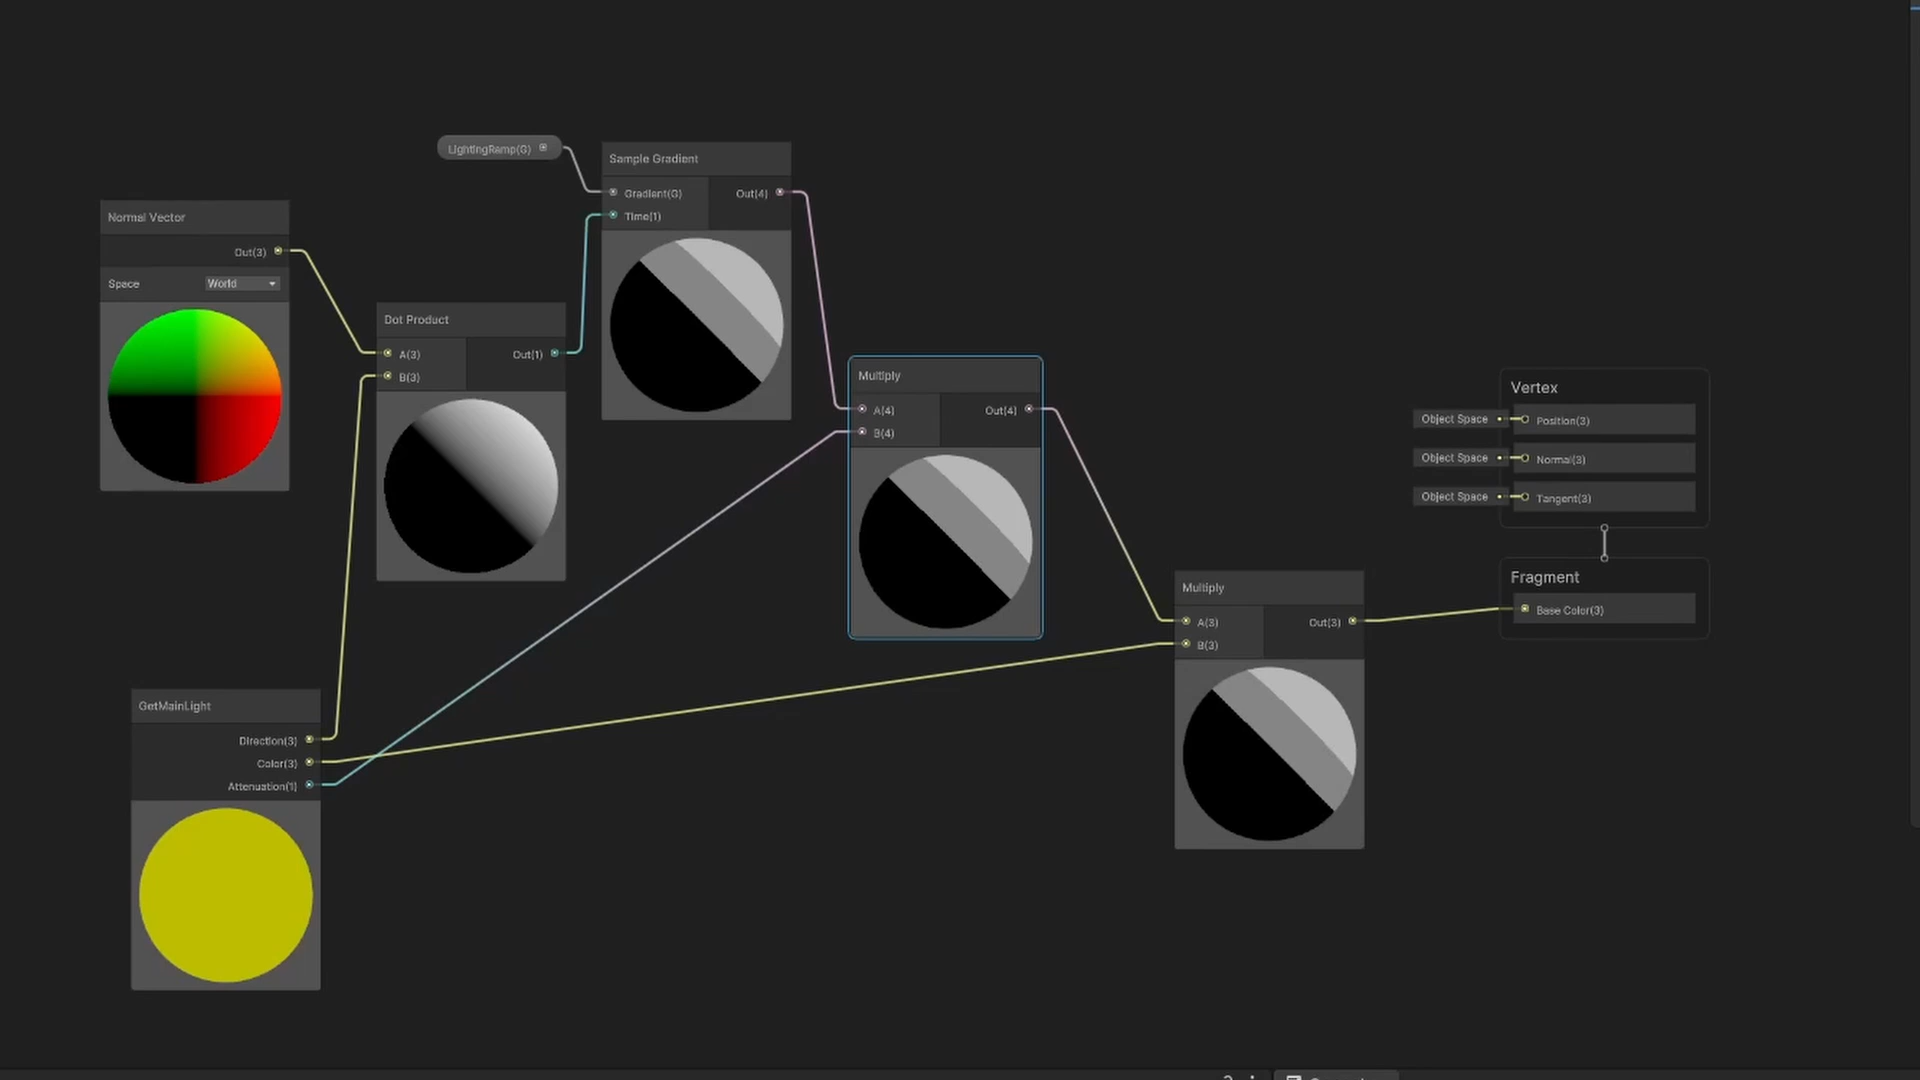 LightingRamp(G)
Sample Gradient
Gradient(G)
Out(4)
Time(1)
Normal Vector
Out(3)
Space
World
Dot Product
A(3)
Out(1)
B(3)
Multiply
A(4)
Out(4)
B(4)
Vertex
Object Space
Position(3)
Object Space
Normal(3)
Object Space
Tangent(3)
Fragment
Base Color(3)
Multiply
A(3)
Out(3)
B(3)
GetMainLight
Direction(3)
Color(3)
Attenuation(1)